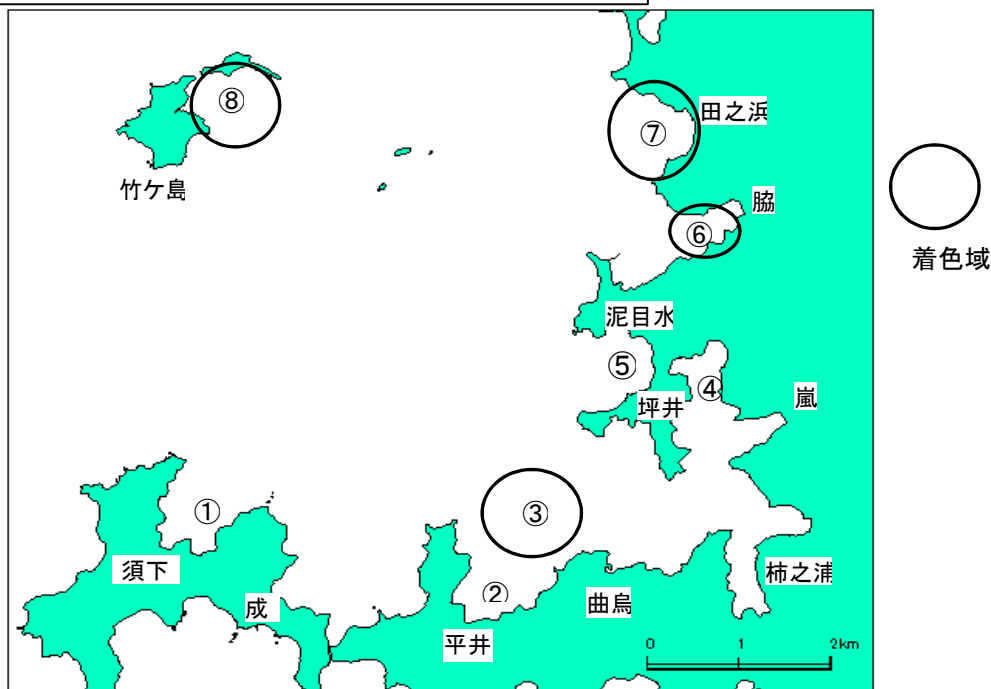 ⑧
竹ケ島
⑦
田之浜
⑥
脇
着色域
泥目水
⑤
④
坪井
嵐
①
③
須下
成
②
平井
曲烏
柿之浦
0 1 2km